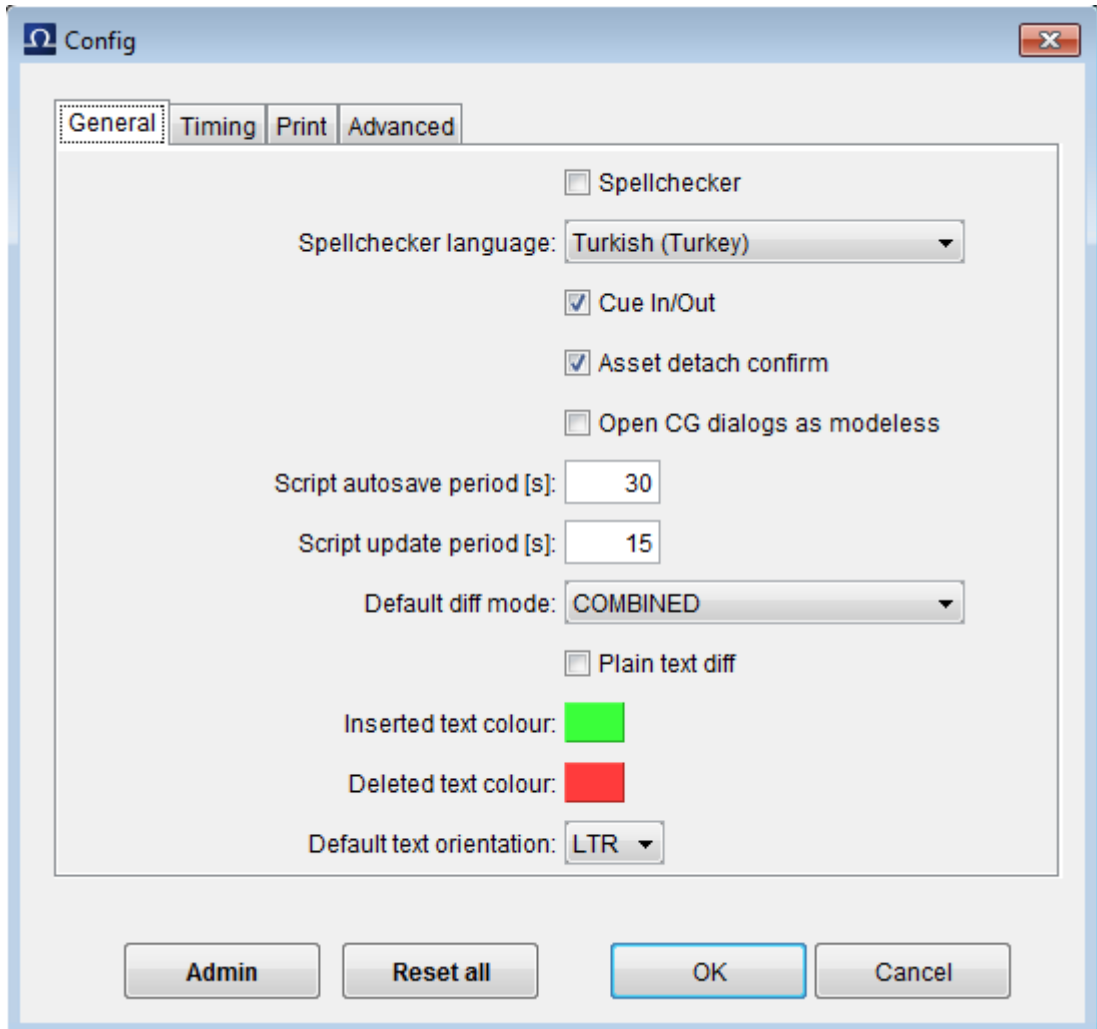 Config
General Timing Print Advanced
Spellchecker
Spellchecker language: Turkish (Turkey)
Cue In/Out
Asset detach confirm
Open CG dialogs as modeless
Script autosave period [s]: 30
Script update period [s]: 15
Default diff mode: COMBINED
Plain text diff
Inserted text colour:
Deleted text colour:
Default text orientation: LTR
Admin Reset all OK Cancel